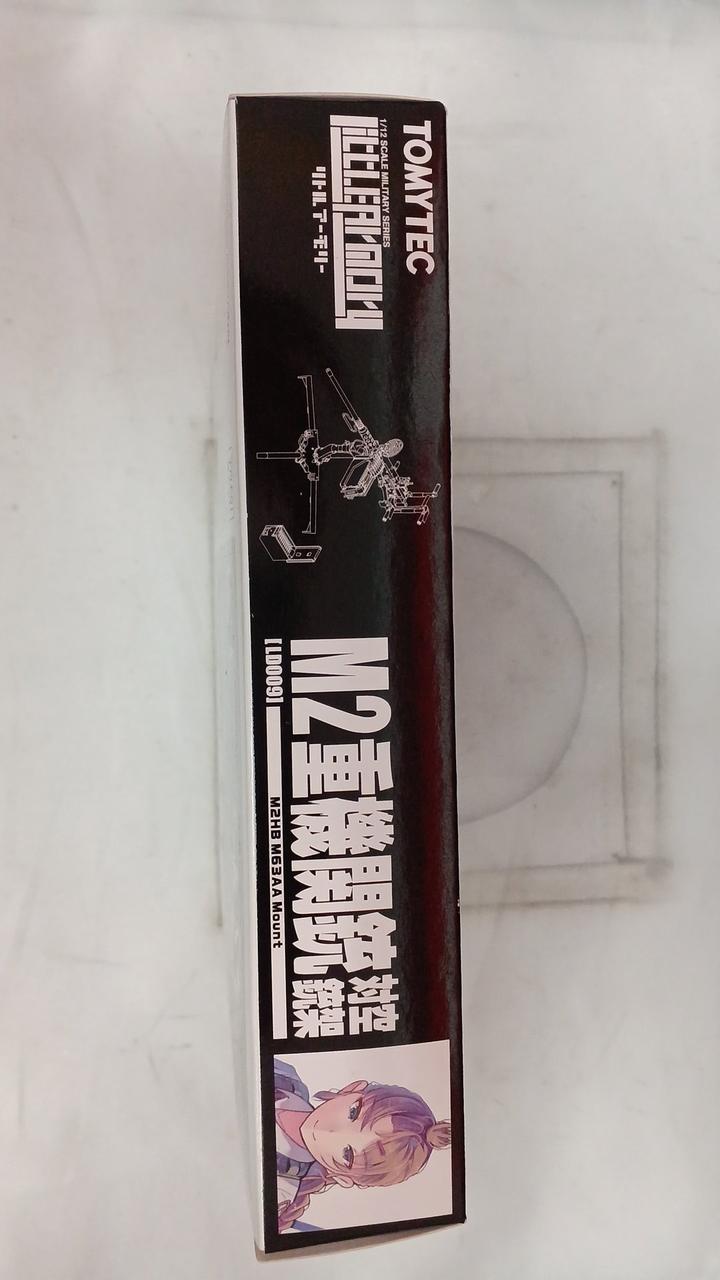 TOMYTEC
1/12 SCALE MILITARY SERIES
LittleArmory
リトルアーモリー
M2重機関銃 対空銃架
[LD009]
M2HB M63AA Mount